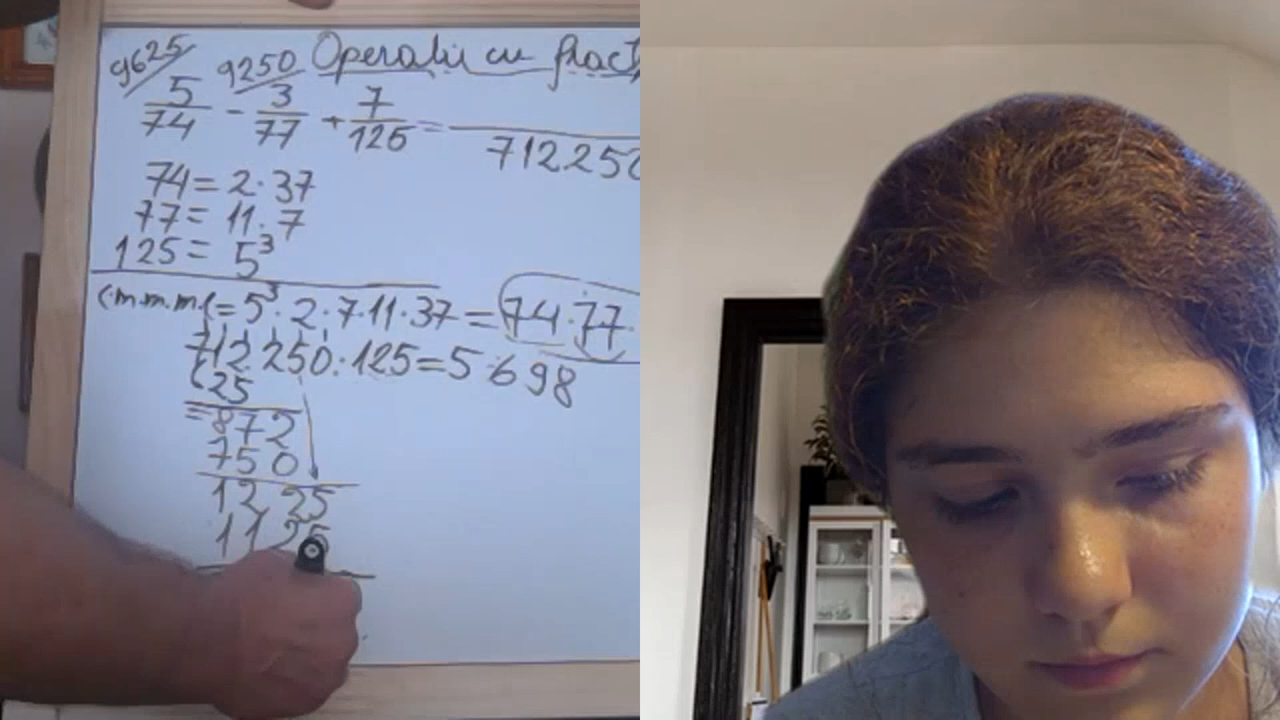 9625/ 9250/ Operatii cu fract
5/74 - 3/77 + 7/125 = /712250
74 = 2·37
77 = 11·7
125 = 5³
c.m.m.m.c = 5³·2·7·11·37 = 74·77·
712250:125=5698
625
=872
750
1225
1125